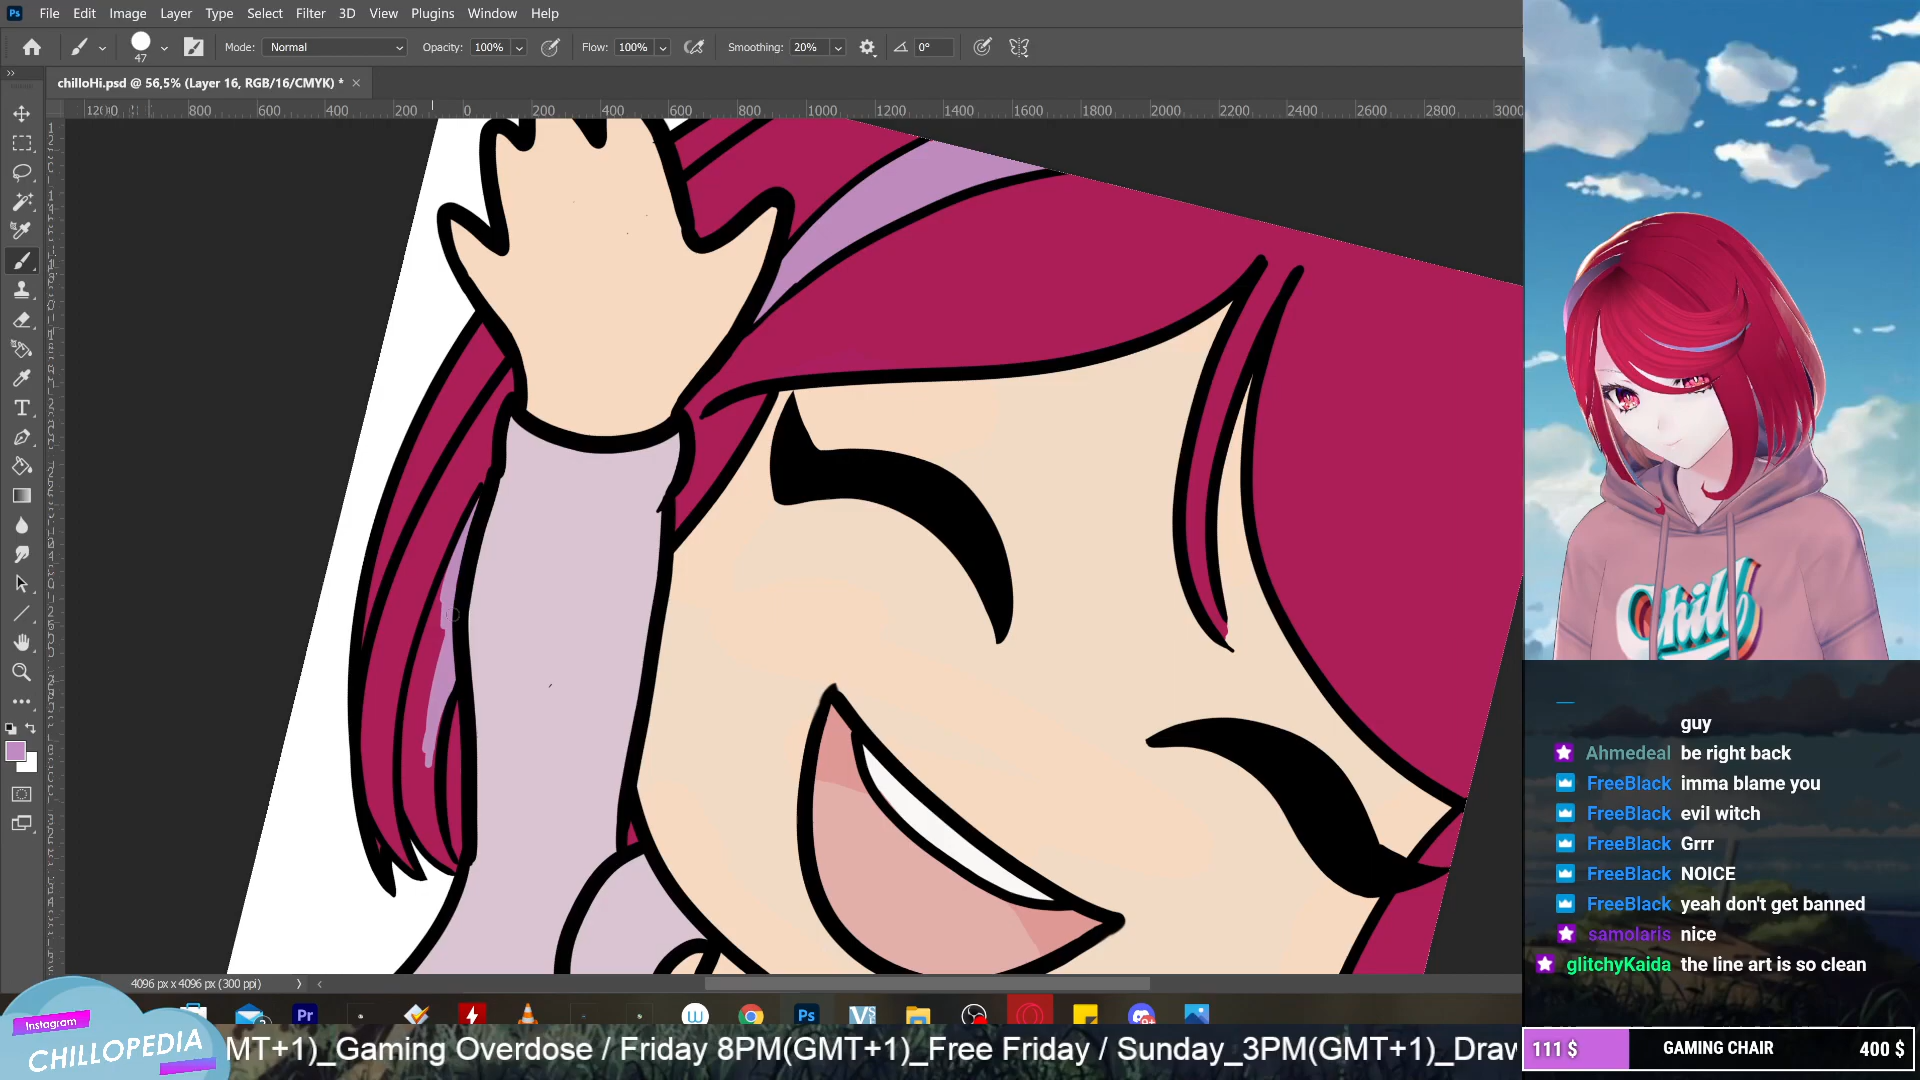 Ps File Edit Image Layer Type Select Filter 3D View Plugins Window Help
47 Mode: Normal Opacity: 100% Flow: 100% Smoothing: 20% 0°
chilloHi.psd @ 56,5% (Layer 16, RGB/16/CMYK) *
200 0 200 400 600 800 1000 1200 1400 1600 1800 2000 2200 2400 2600 2800 3000
Chill
guy
Ahmedeal be right back
FreeBlack imma blame you
FreeBlack evil witch
FreeBlack Grrr
FreeBlack NOICE
FreeBlack yeah don't get banned
samolaris nice
glitchyKaida the line art is so clean
4096 px x 4096 px (300 ppi)
Pr Ps
Instagram
CHILLOPEDIA
MT+1)_Gaming Overdose / Friday 8PM(GMT+1)_Free Friday / Sunday_3PM(GMT+1)_Draw
111 $ GAMING CHAIR 400 $